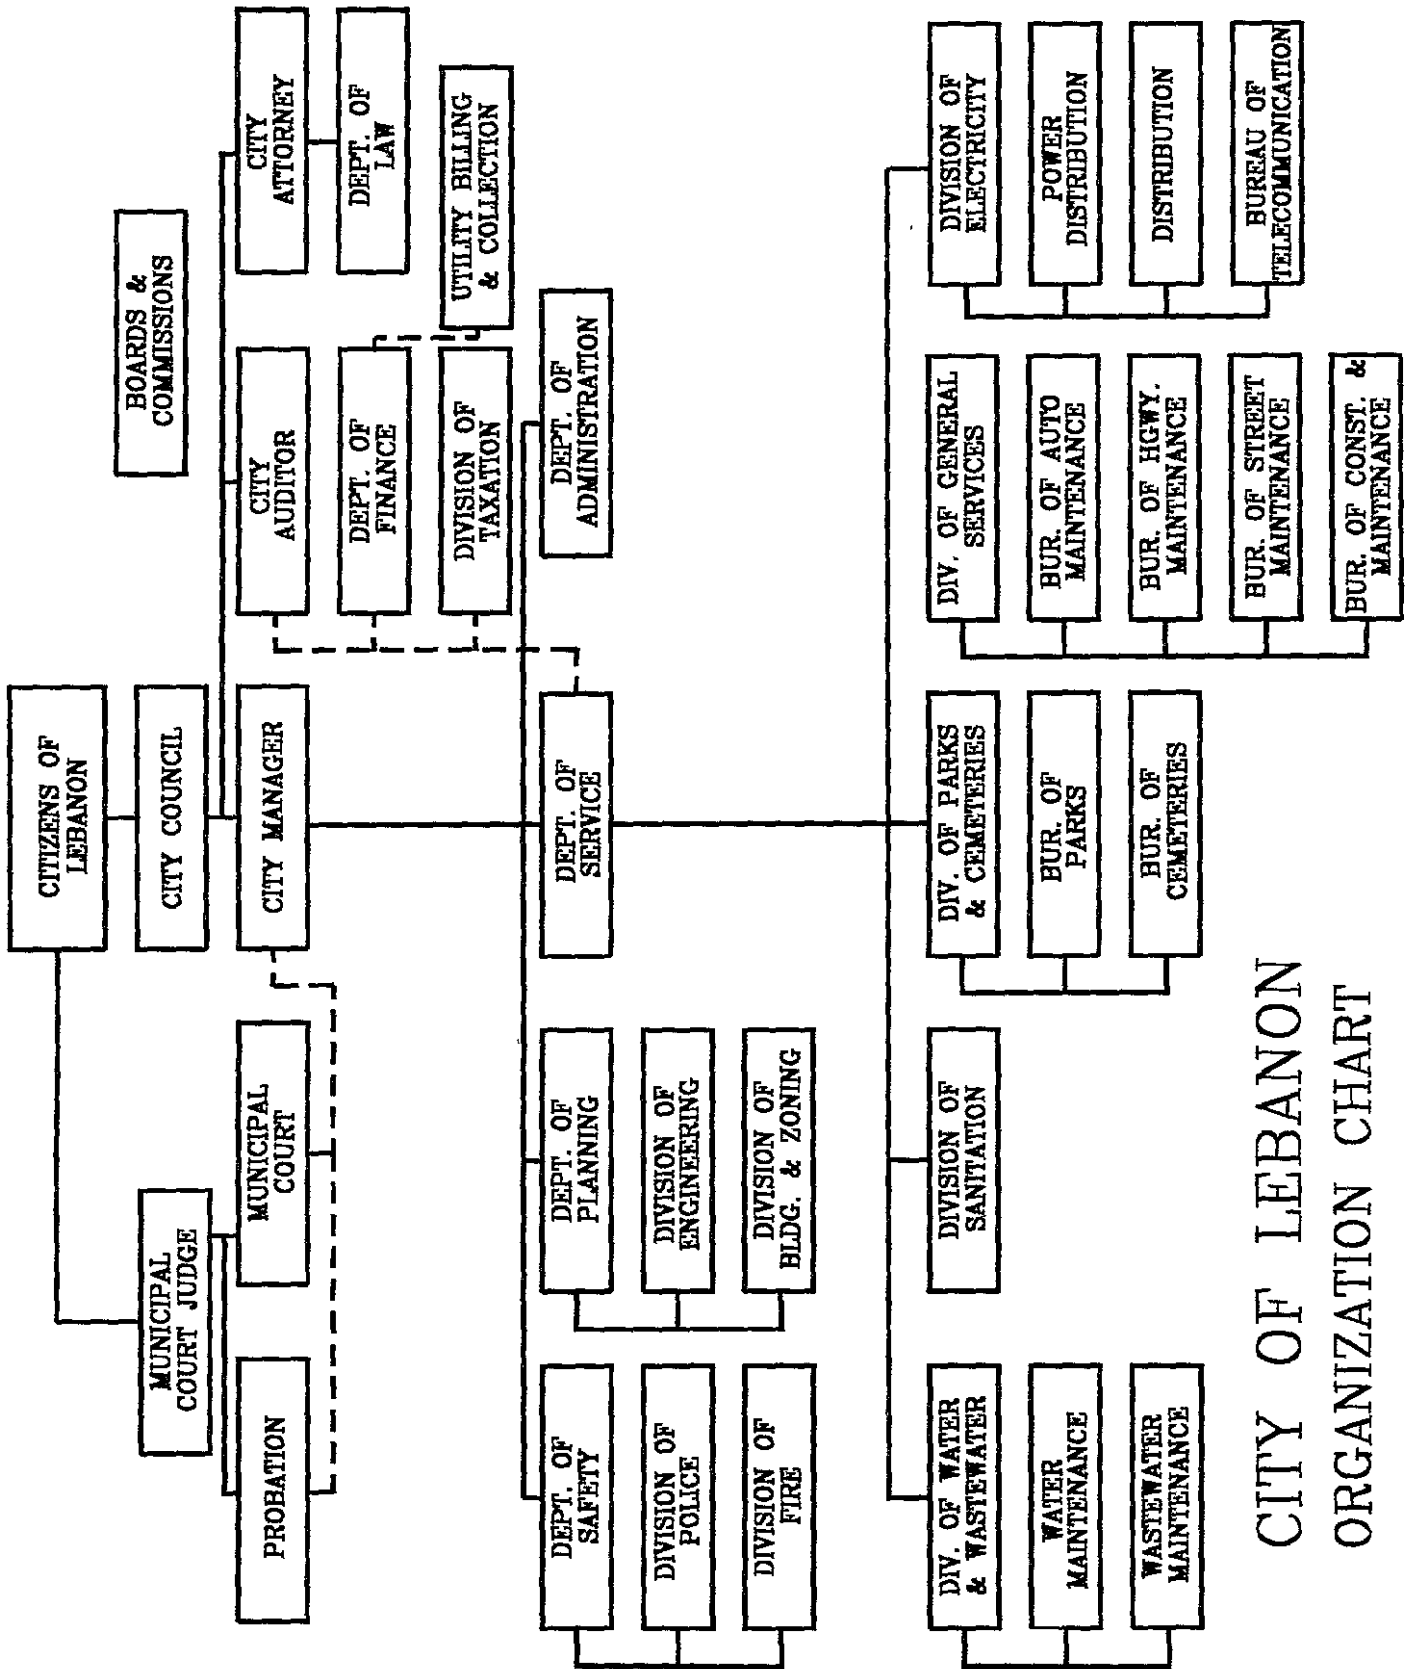 CITIZENS OF
LEBANON
MUNICIPAL
COURT JUDGE
CITY COUNCIL
BOARDS &
COMMISSIONS
PROBATION
MUNICIPAL
COURT
CITY MANAGER
CITY
AUDITOR
CITY
ATTORNEY
DEPT. OF
FINANCE
DEPT. OF
LAW
DIVISION OF
TAXATION
UTILITY BILLING
& COLLECTION
DEPT. OF
SAFETY
DEPT. OF
PLANNING
DEPT. OF
SERVICE
DEPT. OF
ADMINISTRATION
DIVISION OF
POLICE
DIVISION OF
ENGINEERING
DIVISION OF
FIRE
DIVISION OF
BLDG. & ZONING
DIV. OF WATER
& WASTEWATER
DIVISION OF
SANITATION
DIV. OF PARKS
& CEMETERIES
DIV. OF GENERAL
SERVICES
DIVISION OF
ELECTRICITY
WATER
MAINTENANCE
BUR. OF
PARKS
BUR. OF AUTO
MAINTENANCE
POWER
DISTRIBUTION
WASTEWATER
MAINTENANCE
BUR. OF
CEMETERIES
BUR. OF HGWY.
MAINTENANCE
DISTRIBUTION
BUR. OF STREET
MAINTENANCE
BUREAU OF
TELECOMMUNICATION
BUR. OF CONST. &
MAINTENANCE
CITY OF LEBANON
ORGANIZATION CHART